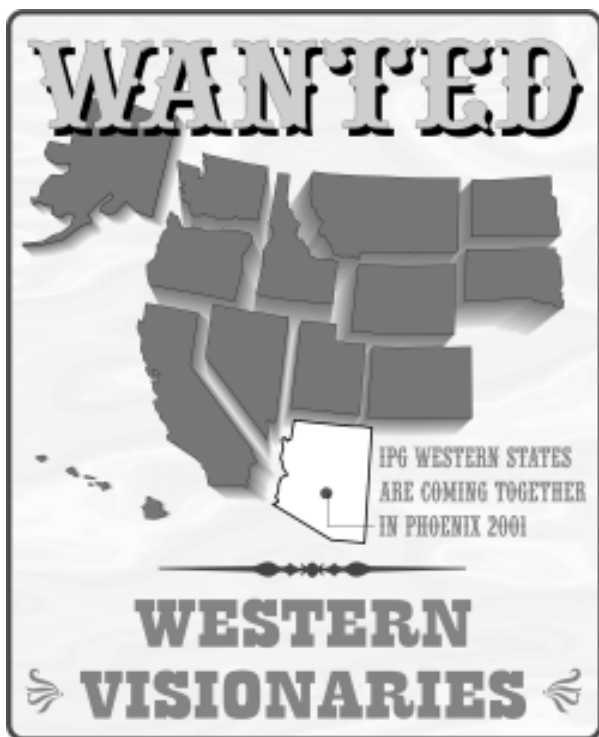 WANTED
IPG WESTERN STATES
ARE COMING TOGETHER
IN PHOENIX 2001
WESTERN
VISIONARIES